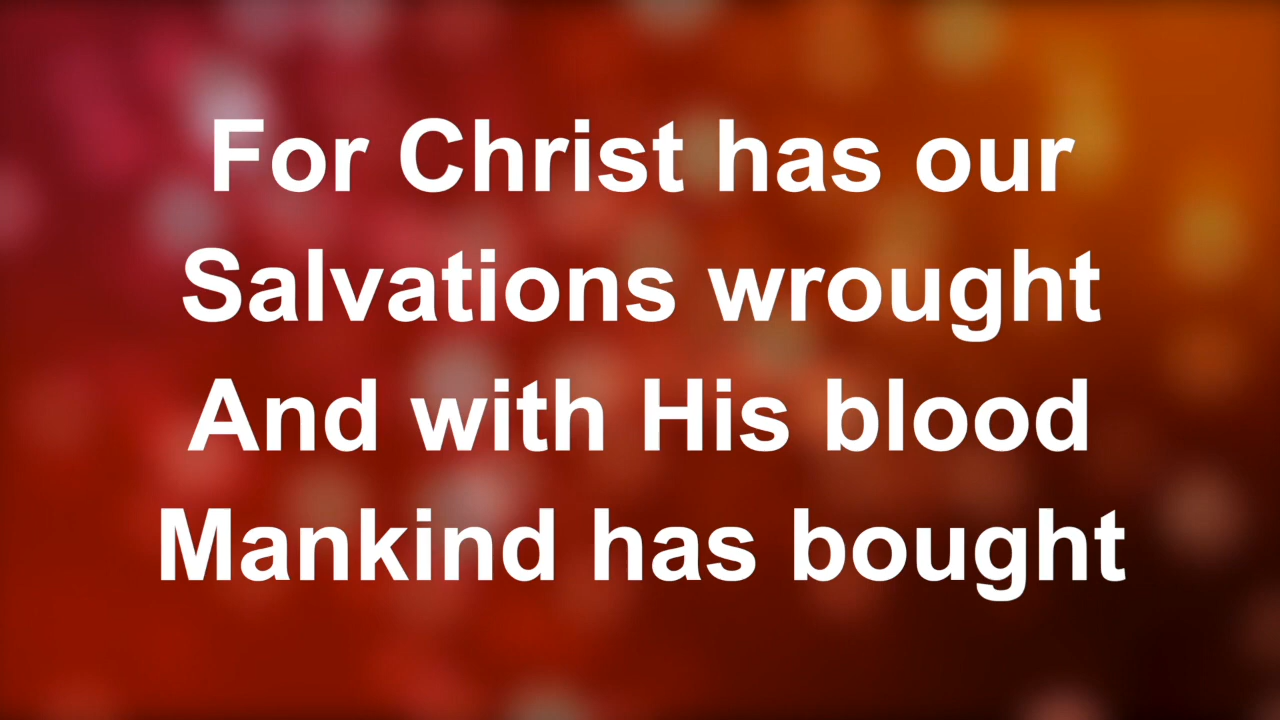 For Christ has our
Salvations wrought
And with His blood
Mankind has bought